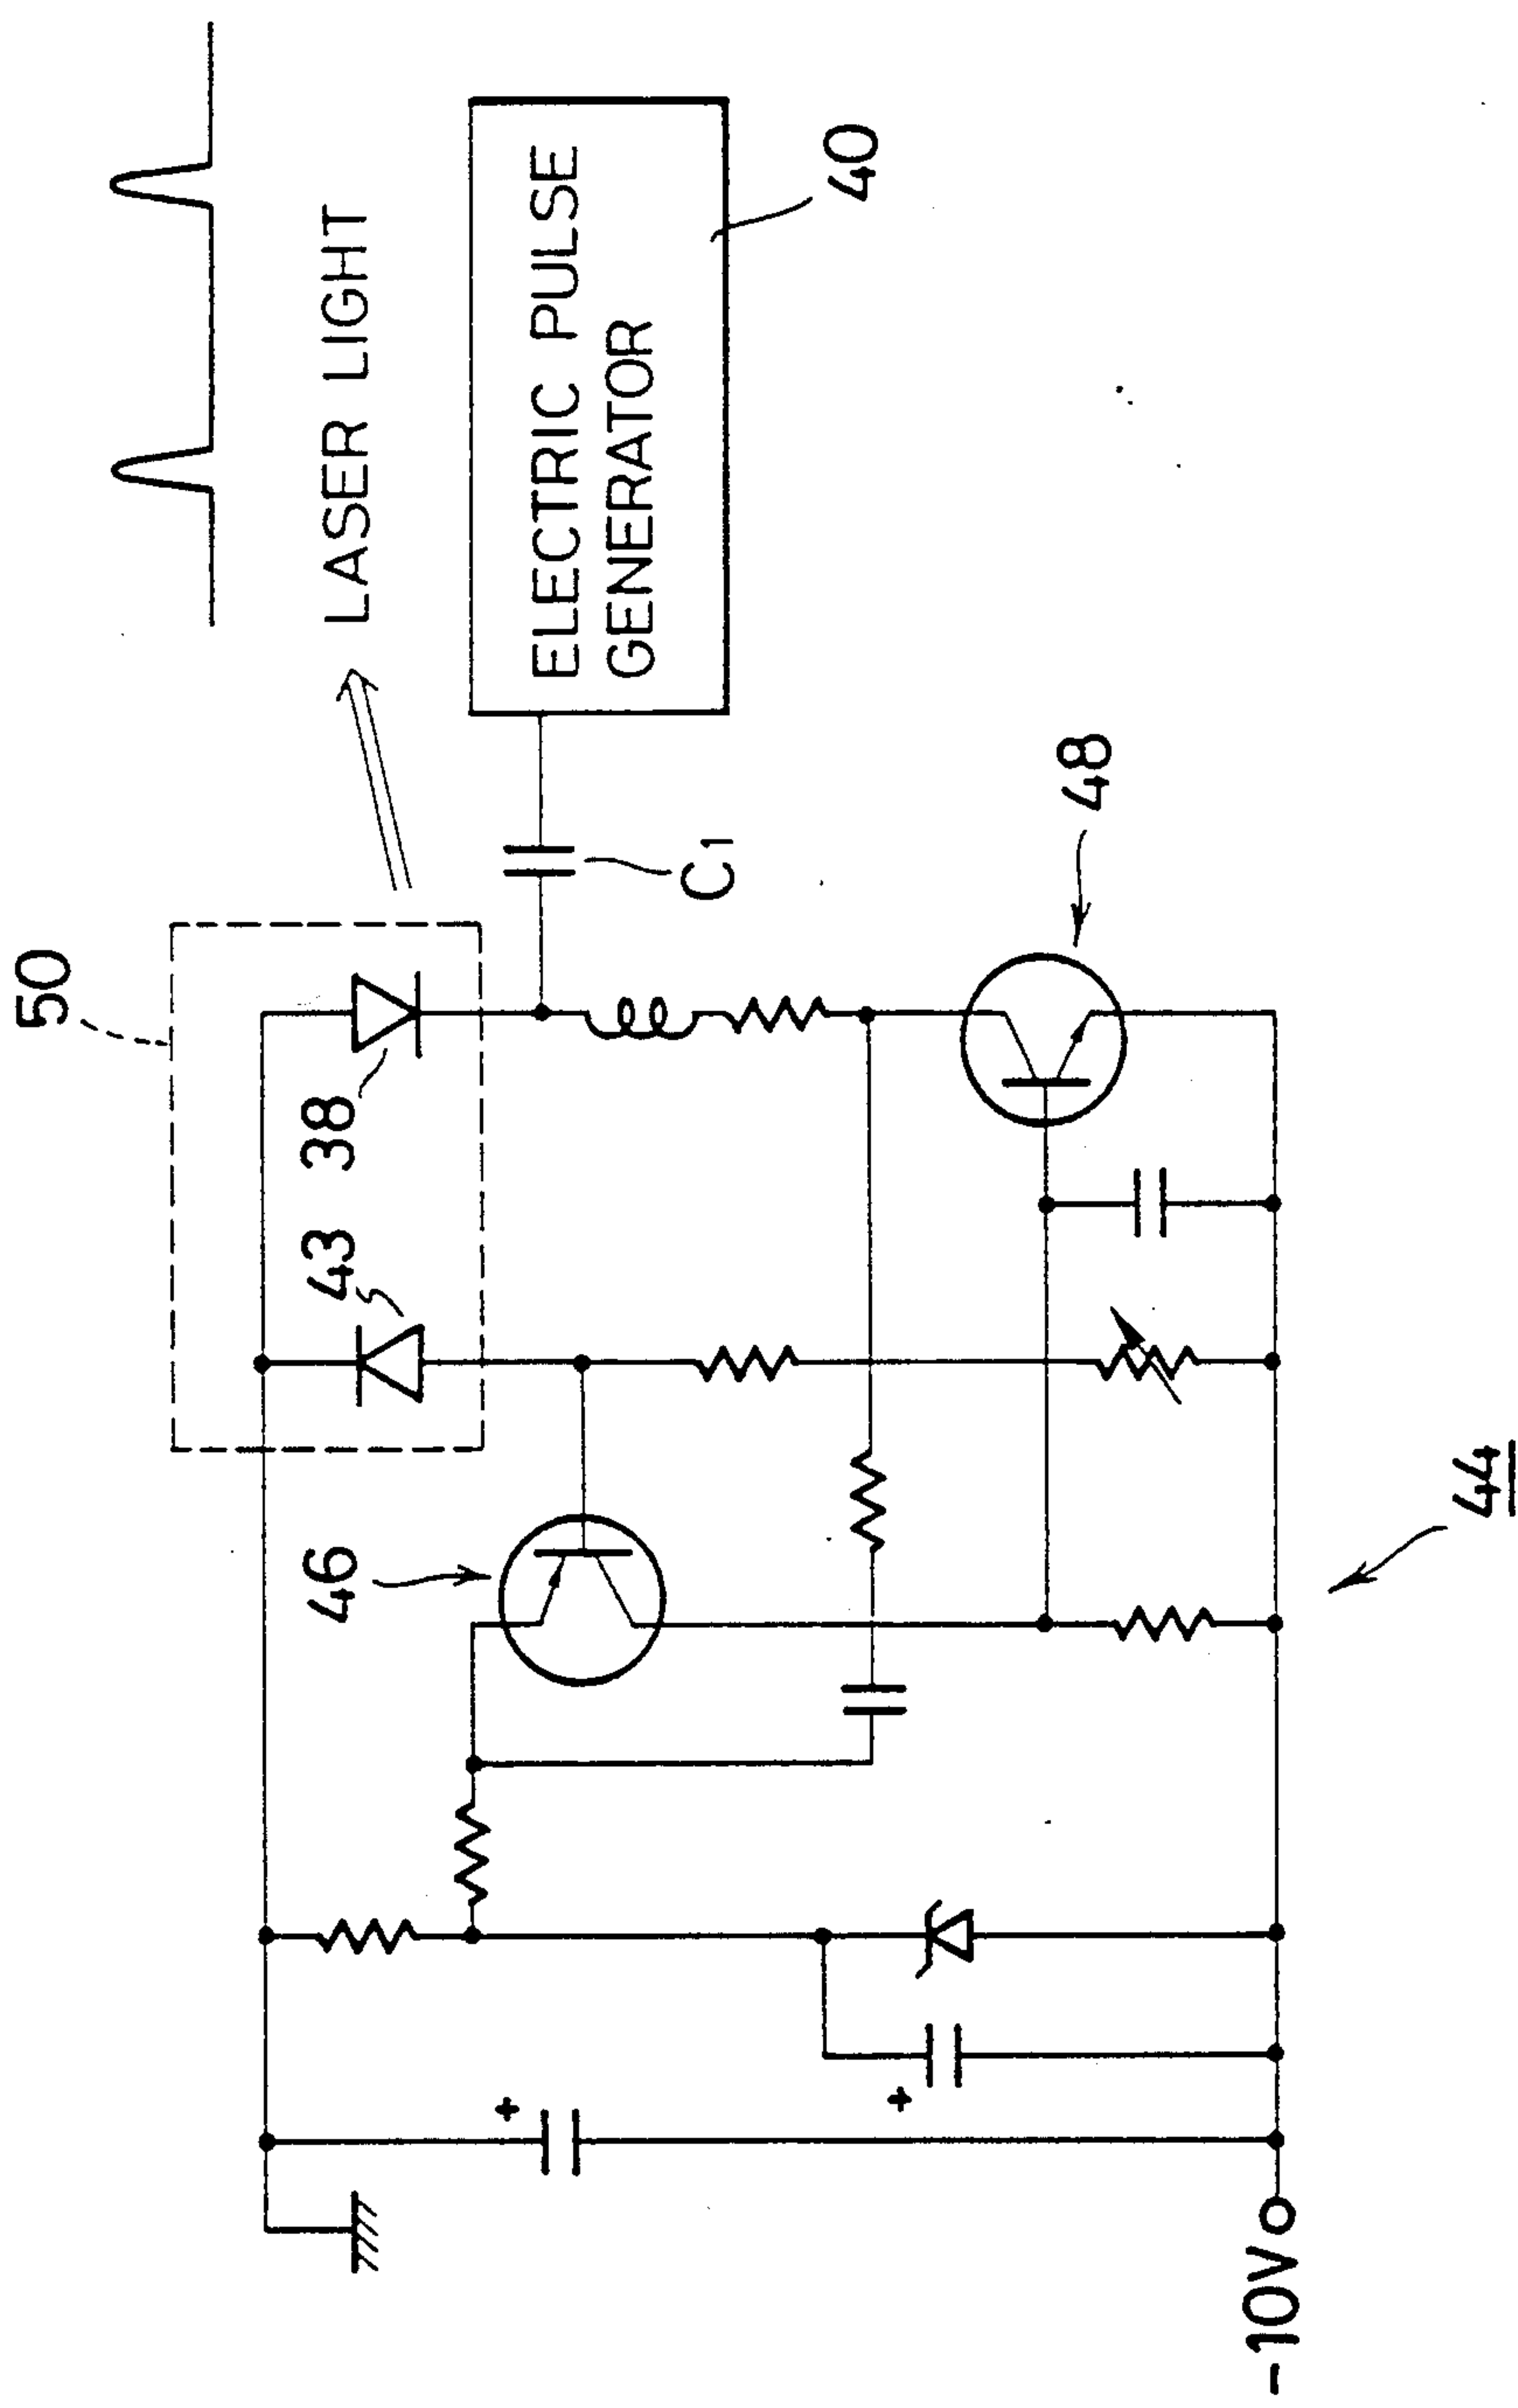 50
LASER LIGHT
43
38
46
C1
ELECTRIC PULSE
GENERATOR
40
48
+
+
-10V
44